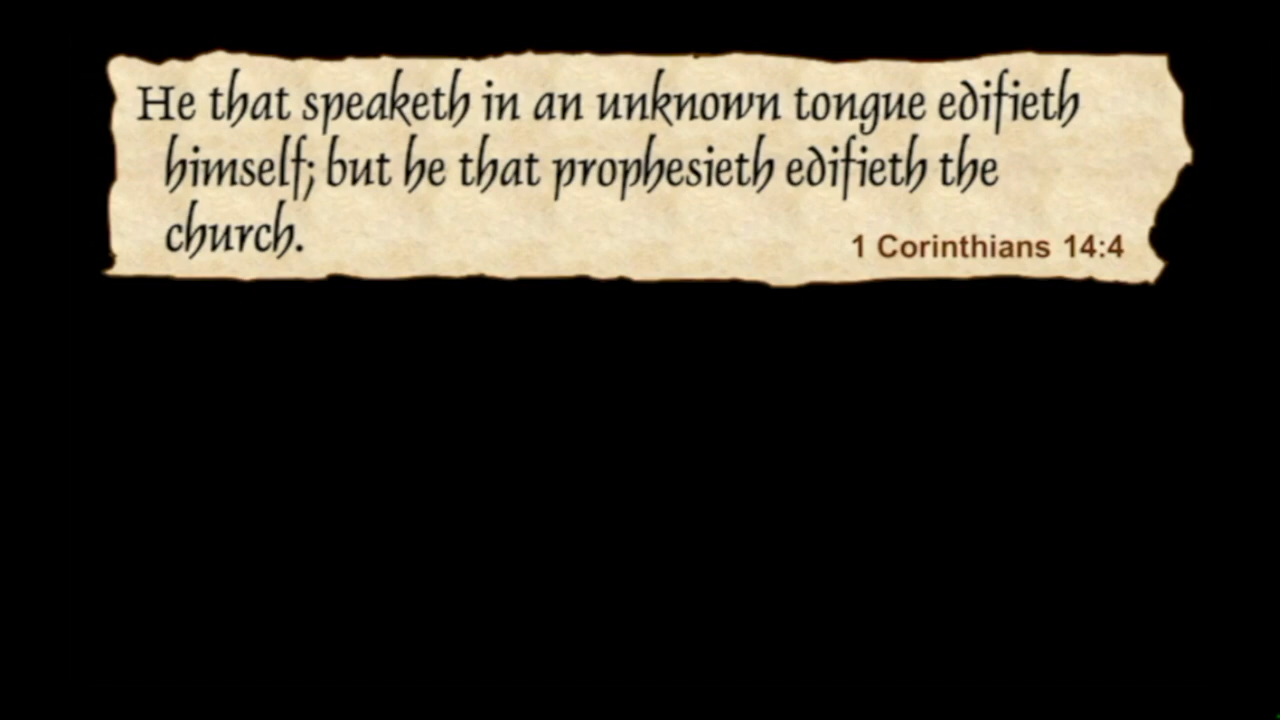 He that speaketh in an unknown tongue edifieth
himself; but he that prophesieth edifieth the
church.
1 Corinthians 14:4